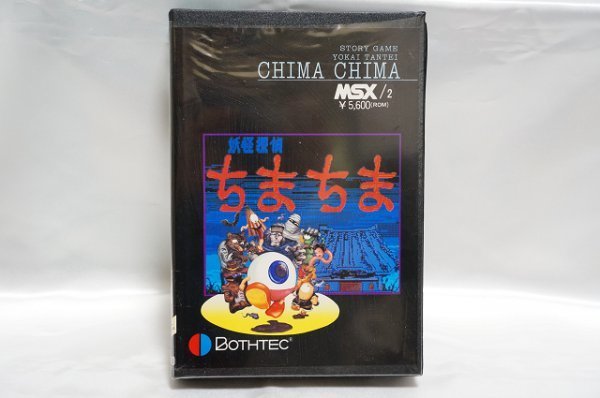 STORY GAME
YOKAI TANTEI
CHIMA CHIMA
MSX/2
¥5,600(ROM)
妖怪探偵
ちまちま
BOTHTEC®